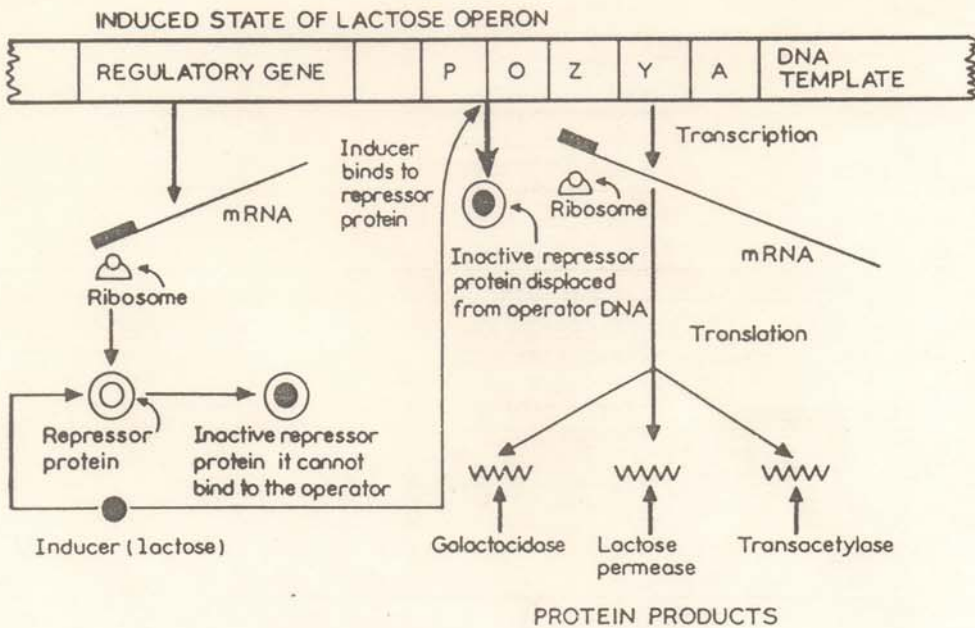 INDUCED STATE OF LACTOSE OPERON
REGULATORY GENE
P O Z Y A
DNA
TEMPLATE
Inducer
binds to
repressor
protein
Transcription
mRNA
Ribosome
Ribosome
mRNA
Inactive repressor
protein displaced
from operator DNA
Translation
Repressor
protein
Inactive repressor
protein it cannot
bind to the operator
Inducer (lactose)
Galactocidase
Lactose
permease
Transacetylase
PROTEIN PRODUCTS